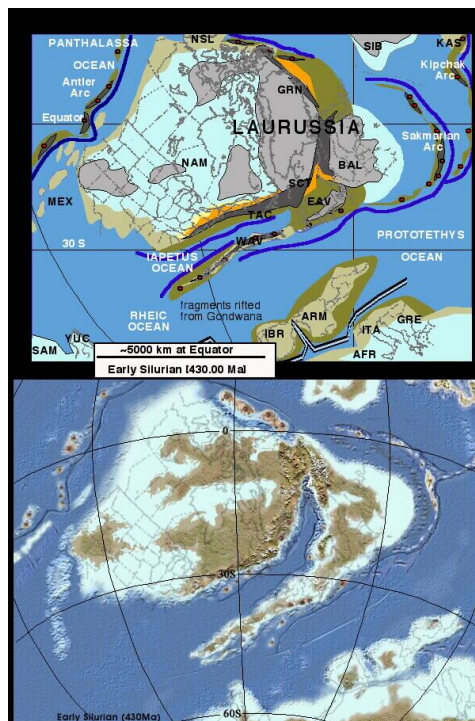 NSL
SIB
KAS
PANTHALASSA
OCEAN
Kipchak
Arc
Antler
Arc
GRN
Equator
LAURUSSIA
Sakmarian
Arc
NAM
BAL
SCT
MEX
EAV
TAC
WAV
30 S
PROTOTETHYS
OCEAN
IAPETUS
OCEAN
fragments rifted
from Gondwana
RHEIC
OCEAN
ARM
GRE
IBR
ITA
YUC
SAM
AFR
~5000 km at Equator
Early Silurian [430.00 Ma]
0
30S
60S
Early Silurian (430Ma)